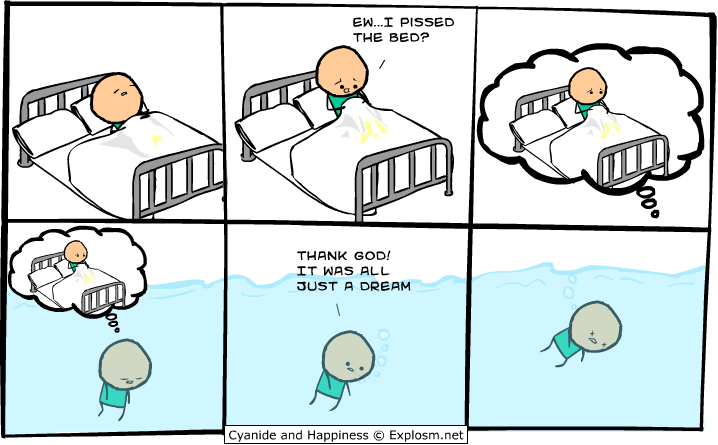 EW...I PISSED
THE BED?
THANK GOD!
IT WAS ALL
JUST A DREAM
Cyanide and Happiness © Explosm.net